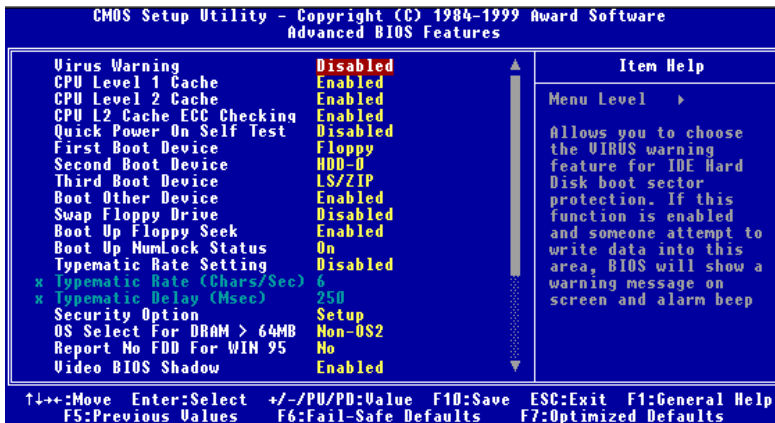 CMOS Setup Utility - Copyright (C) 1984-1999 Award Software
Advanced BIOS Features
Virus Warning Disabled
CPU Level 1 Cache Enabled
CPU Level 2 Cache Enabled
CPU L2 Cache ECC Checking Enabled
Quick Power On Self Test Disabled
First Boot Device Floppy
Second Boot Device HDD-0
Third Boot Device LS/ZIP
Boot Other Device Enabled
Swap Floppy Drive Disabled
Boot Up Floppy Seek Enabled
Boot Up NumLock Status On
Typematic Rate Setting Disabled
x Typematic Rate (Chars/Sec) 6
x Typematic Delay (Msec) 250
Security Option Setup
OS Select For DRAM > 64MB Non-OS2
Report No FDD For WIN 95 No
Video BIOS Shadow Enabled
Item Help
Menu Level
Allows you to choose
the VIRUS warning
feature for IDE Hard
Disk boot sector
protection. If this
function is enabled
and someone attempt to
write data into this
area, BIOS will show a
warning message on
screen and alarm beep
↑↓→←:Move Enter:Select +/-/PU/PD:Value F10:Save ESC:Exit F1:General Help
F5:Previous Values F6:Fail-Safe Defaults F7:Optimized Defaults